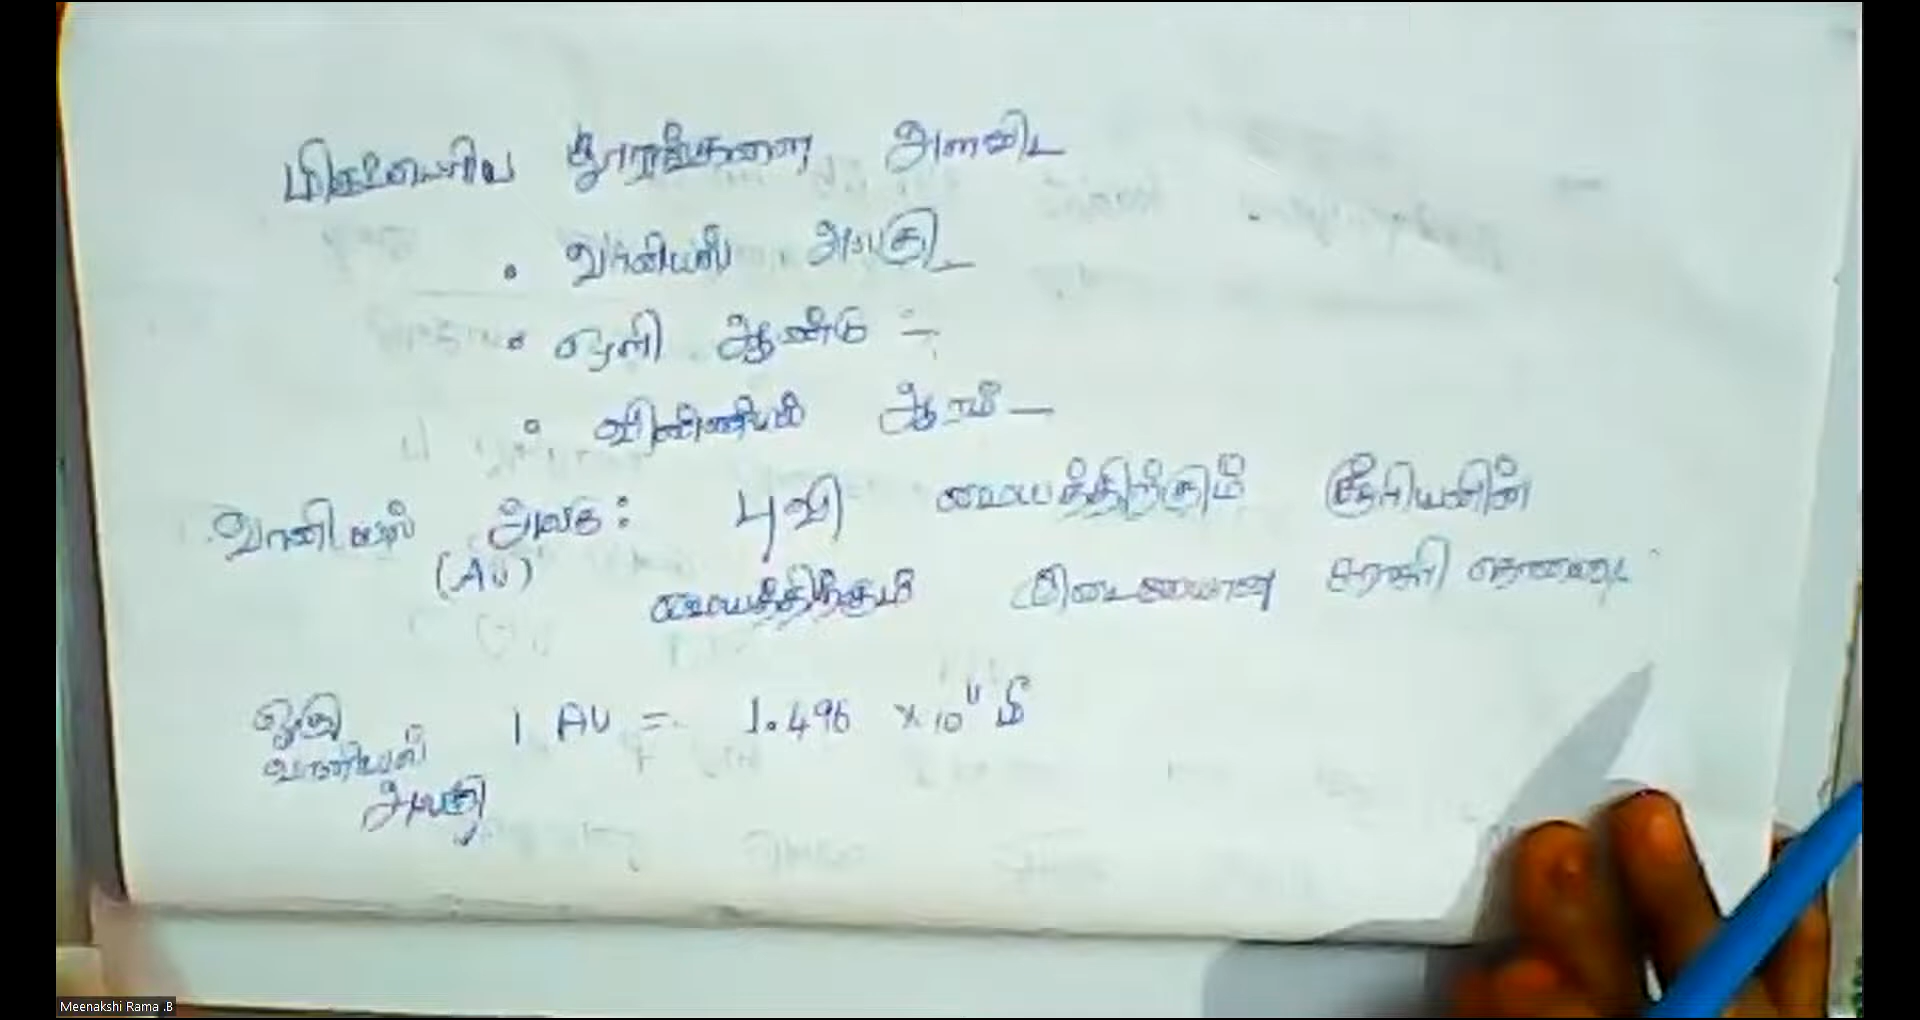 மிகப்பெரிய தூரங்களை அளவிட
• வானியல் அலகு
• ஒளி ஆண்டு :-
• விண்ணியல் ஆரம் —
வானியல் அலகு : புவி மையத்திற்கும் சூரியனின்
(AU) மையத்திற்கும் இடையேயான சராசரி தொலைவு
ஒரு
வானியல்
அலகு
1 AU = 1.496 × 10¹¹ மீ
Meenakshi Rama .B